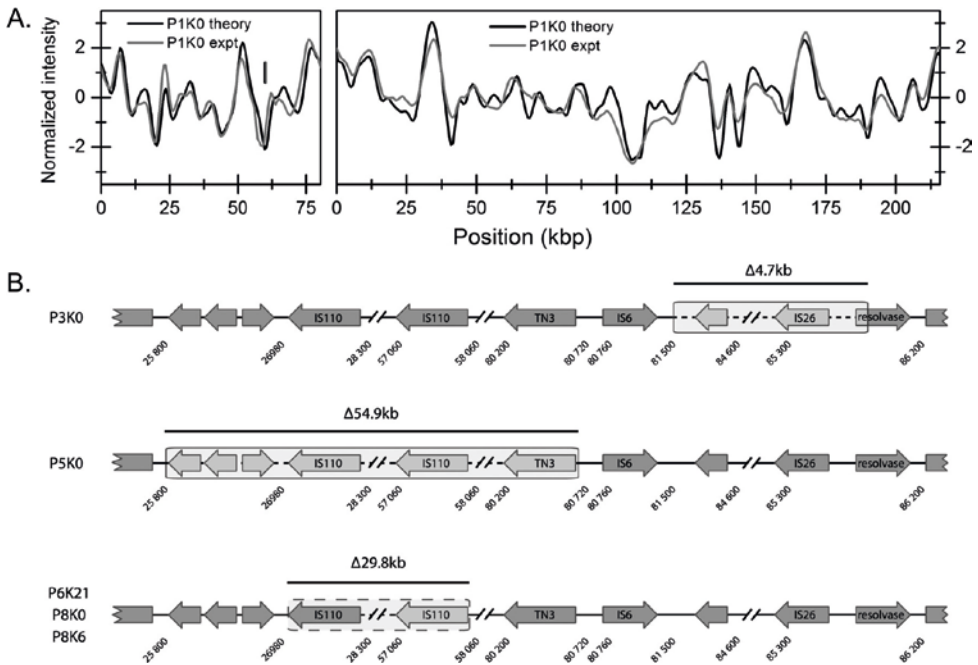 A.
P1K0 theory
P1K0 expt
P1K0 theory
P1K0 expt
Normalized intensity
2
0
-2
2
0
-2
0 25 50 75 0 25 50 75 100 125 150 175 200
Position (kbp)
B.
Δ4.7kb
P3K0
IS110 IS110 TN3 IS6 IS26 resolvase
25 800 26980 28 300 57 060 58 060 80 200 80 720 80 760 81 500 84 600 85 300 86 200
Δ54.9kb
P5K0
IS110 IS110 TN3 IS6 IS26 resolvase
25 800 26980 28 300 57 060 58 060 80 200 80 720 80 760 81 500 84 600 85 300 86 200
Δ29.8kb
P6K21
P8K0
P8K6
IS110 IS110 TN3 IS6 IS26 resolvase
25 800 26980 28 300 57 060 58 060 80 200 80 720 80 760 81 500 84 600 85 300 86 200